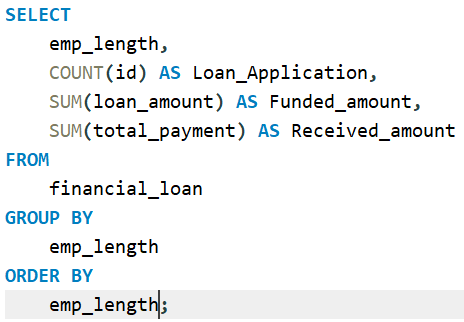 SELECT
    emp_length,
    COUNT(id) AS Loan_Application,
    SUM(loan_amount) AS Funded_amount,
    SUM(total_payment) AS Received_amount
FROM
    financial_loan
GROUP BY
    emp_length
ORDER BY
    emp_length;